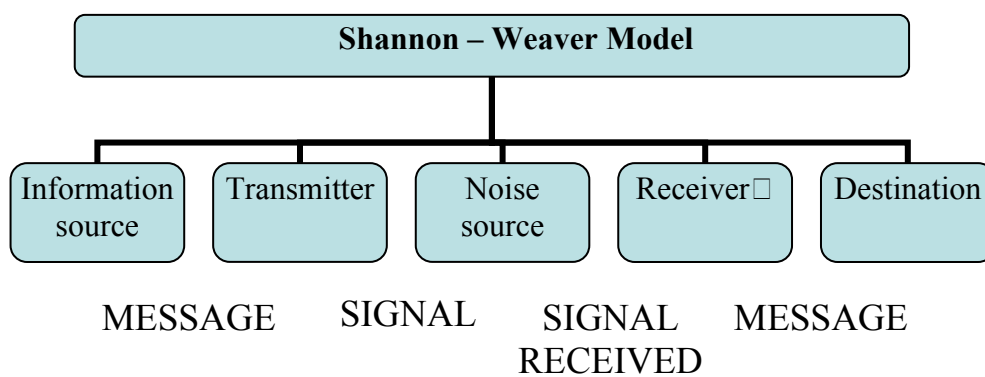 Shannon – Weaver Model
Information
source
Transmitter
Noise
source
Receiver□
Destination
MESSAGE
SIGNAL
SIGNAL
RECEIVED
MESSAGE